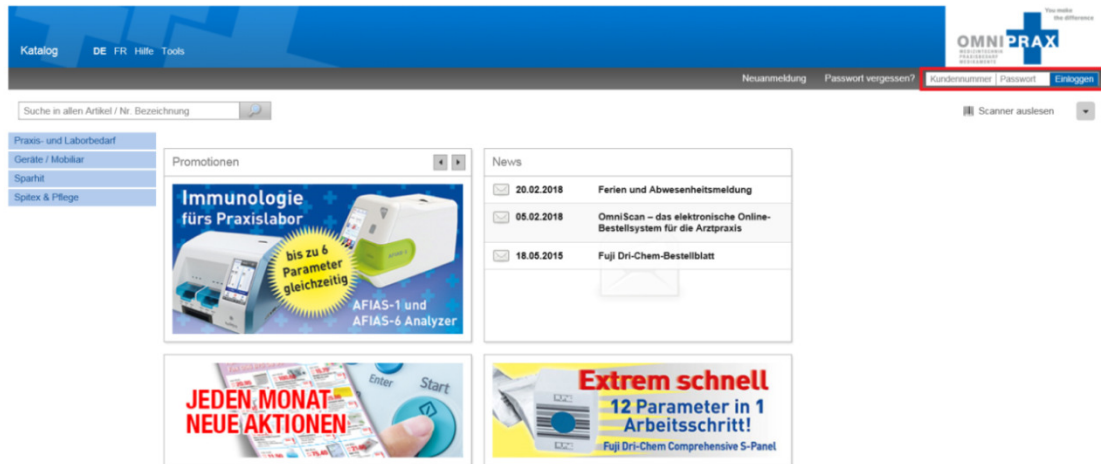 You make
the difference
OMNIPRAX
MEDIZINTECHNIK
PRAXISBEDARF
MEDIKAMENTE
Katalog DE FR Hilfe Tools
Neuanmeldung Passwort vergessen? Kundennummer Passwort Einloggen
Suche in allen Artikel / Nr. Bezeichnung
Scanner auslesen
Praxis- und Laborbedarf
Geräte / Mobiliar
Sparhit
Spitex & Pflege
Promotionen
Immunologie
fürs Praxislabor
bis zu 6
Parameter
gleichzeitig
AFIAS-1 und
AFIAS-6 Analyzer
News
20.02.2018 Ferien und Abwesenheitsmeldung
05.02.2018 OmniScan – das elektronische Online-
Bestellsystem für die Arztpraxis
18.05.2015 Fuji Dri-Chem-Bestellblatt
JEDEN MONAT
NEUE AKTIONEN
Enter Start
Extrem schnell
12 Parameter in 1
Arbeitsschritt!
Fuji Dri-Chem Comprehensive S-Panel